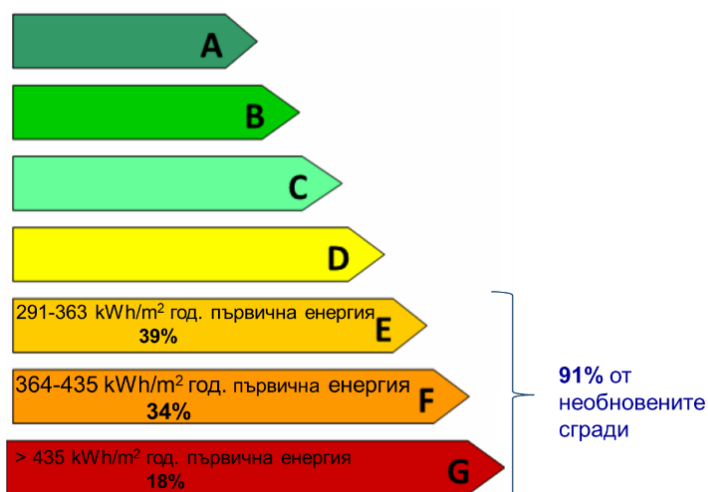 A
B
C
D
291-363 kWh/m² год. първична енергия
39%
E
364-435 kWh/m² год. първична енергия
34%
F
> 435 kWh/m² год. първична енергия
18%
G
91% от
необновените
сгради